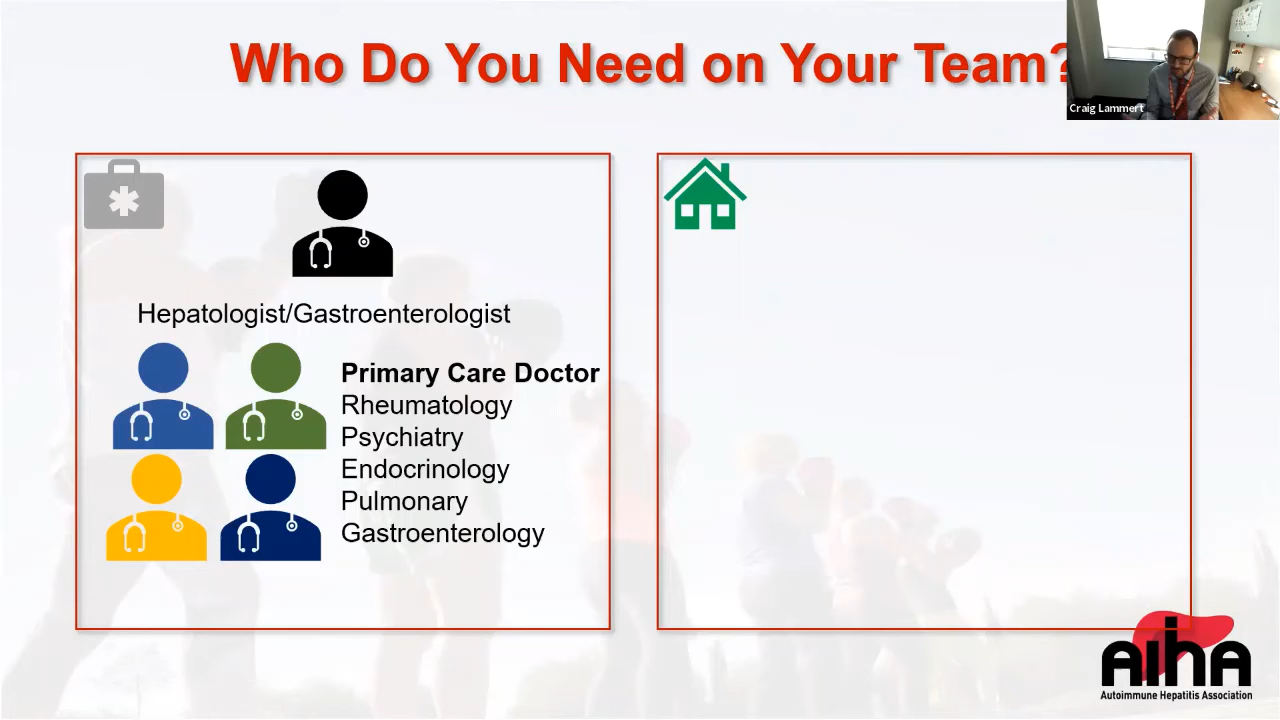 Who Do You Need on Your Team?
Craig Lammert
Hepatologist/Gastroenterologist
Primary Care Doctor
Rheumatology
Psychiatry
Endocrinology
Pulmonary
Gastroenterology
AIHA
Autoimmune Hepatitis Association